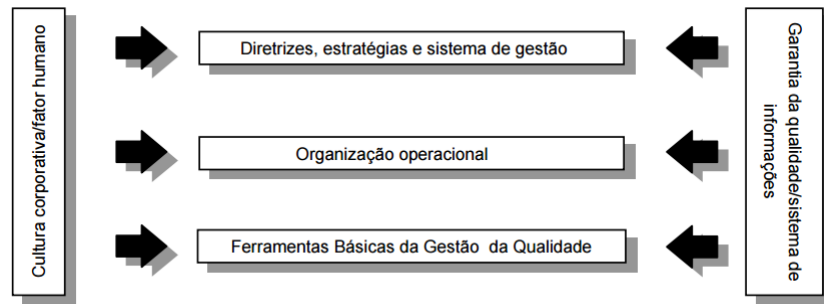 Cultura corporativa/fator humano
Diretrizes, estratégias e sistema de gestão
Organização operacional
Ferramentas Básicas da Gestão da Qualidade
Garantia da qualidade/sistema de
informações